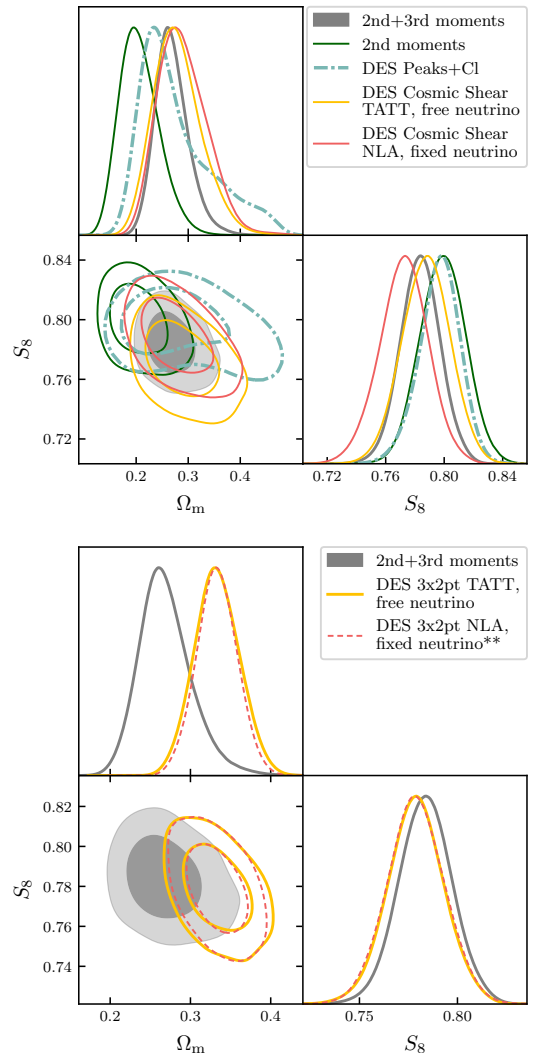 2nd+3rd moments
2nd moments
DES Peaks+Cl
DES Cosmic Shear
TATT, free neutrino
DES Cosmic Shear
NLA, fixed neutrino
0.84
0.80
0.76
0.72
S₈
0.2 0.3 0.4
Ωₘ
0.72 0.76 0.80 0.84
S₈
2nd+3rd moments
DES 3x2pt TATT,
free neutrino
DES 3x2pt NLA,
fixed neutrino**
0.82
0.80
0.78
0.76
0.74
S₈
0.2 0.3 0.4
Ωₘ
0.75 0.80
S₈